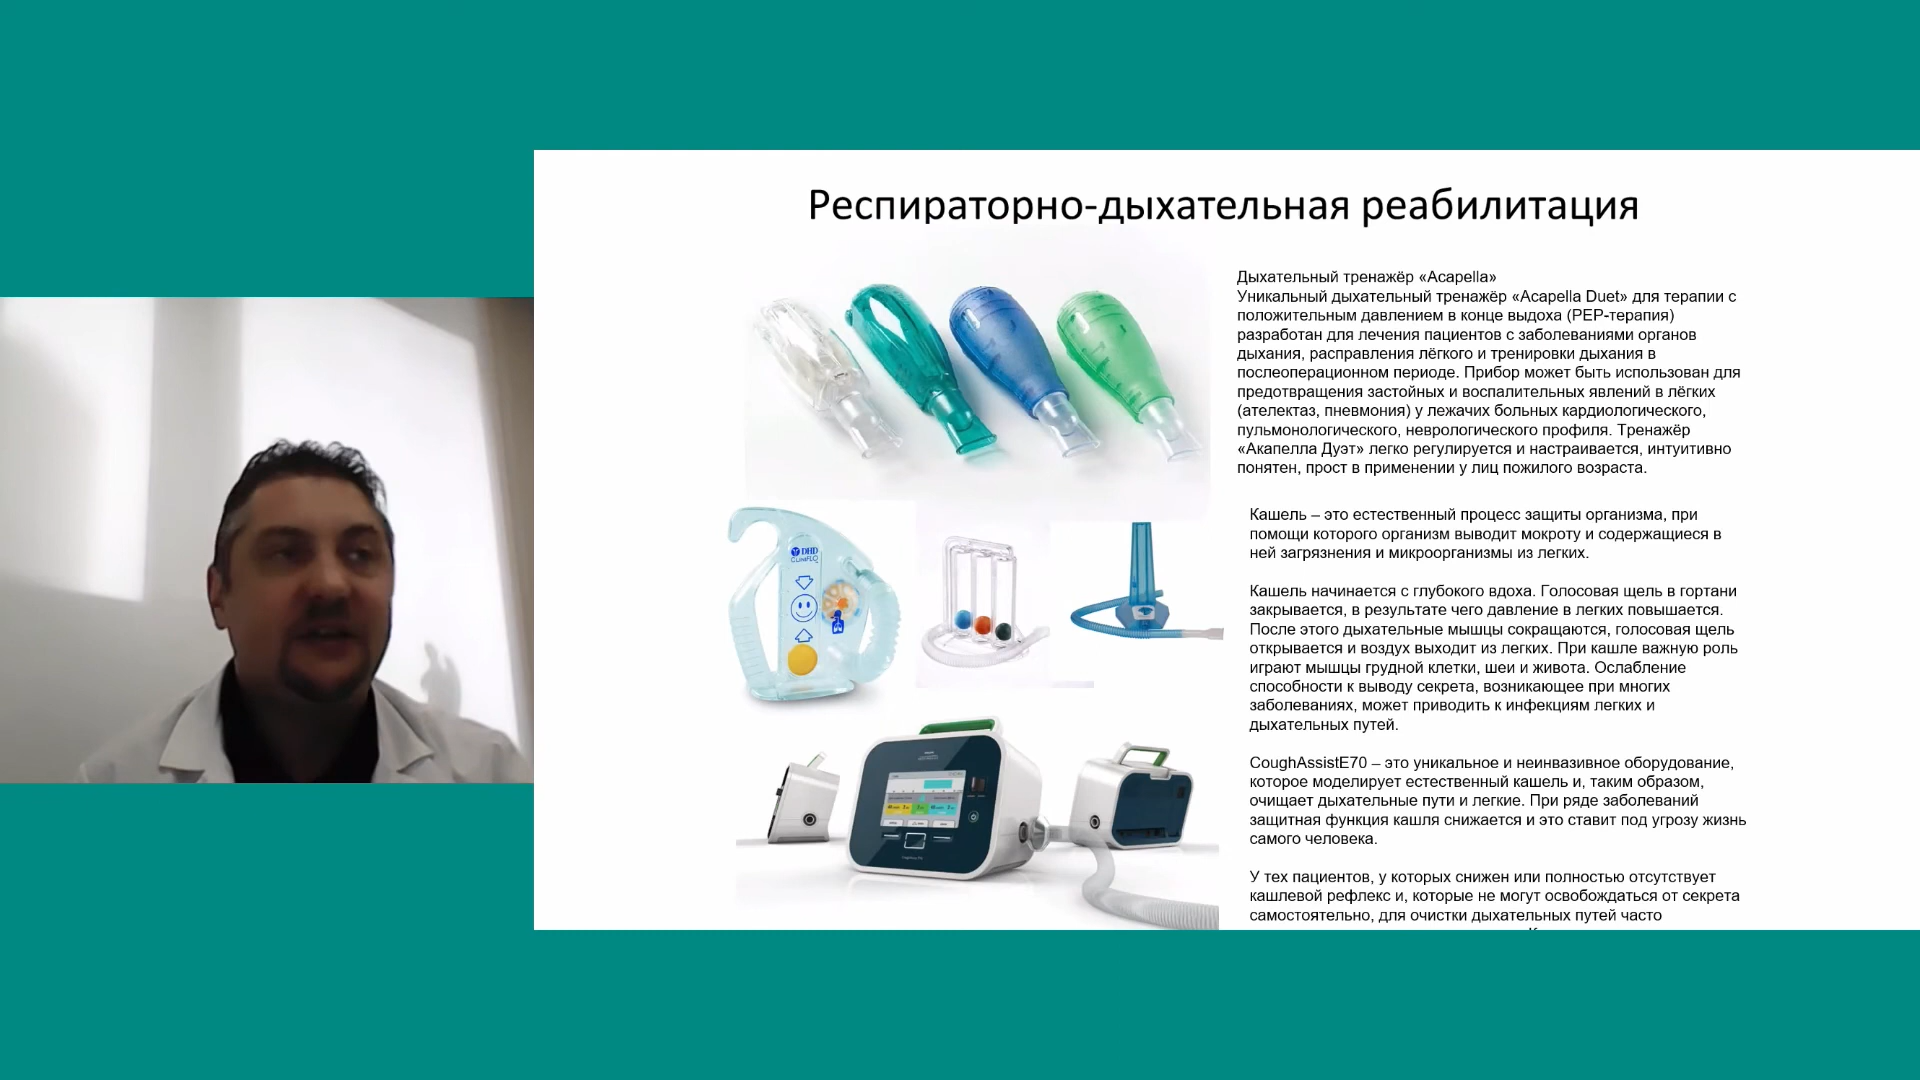 Респираторно-дыхательная реабилитация
Дыхательный тренажёр «Acapella»
Уникальный дыхательный тренажёр «Acapella Duet» для терапии с
положительным давлением в конце выдоха (PEP-терапия)
разработан для лечения пациентов с заболеваниями органов
дыхания, расправления лёгкого и тренировки дыхания в
послеоперационном периоде. Прибор может быть использован для
предотвращения застойных и воспалительных явлений в лёгких
(ателектаз, пневмония) у лежачих больных кардиологического,
пульмонологического, неврологического профиля. Тренажёр
«Акапелла Дуэт» легко регулируется и настраивается, интуитивно
понятен, прост в применении у лиц пожилого возраста.
Кашель – это естественный процесс защиты организма, при
помощи которого организм выводит мокроту и содержащиеся в
ней загрязнения и микроорганизмы из легких.
Кашель начинается с глубокого вдоха. Голосовая щель в гортани
закрывается, в результате чего давление в легких повышается.
После этого дыхательные мышцы сокращаются, голосовая щель
открывается и воздух выходит из легких. При кашле важную роль
играют мышцы грудной клетки, шеи и живота. Ослабление
способности к выводу секрета, возникающее при многих
заболеваниях, может приводить к инфекциям легких и
дыхательных путей.
CoughAssistE70 – это уникальное и неинвазивное оборудование,
которое моделирует естественный кашель и, таким образом,
очищает дыхательные пути и легкие. При ряде заболеваний
защитная функция кашля снижается и это ставит под угрозу жизнь
самого человека.
У тех пациентов, у которых снижен или полностью отсутствует
кашлевой рефлекс и, которые не могут освобождаться от секрета
самостоятельно, для очистки дыхательных путей часто
DHD